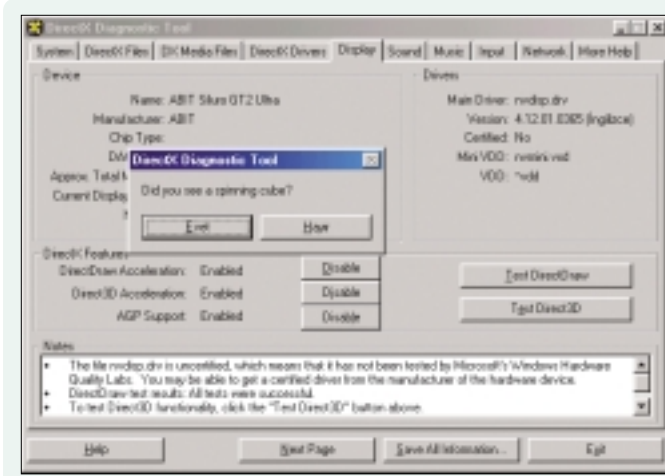 DirectX Diagnostic Tool
System DirectX Files DX Media Files DirectX Drivers Display Sound Music Input Network More Help
Device
Name: ABIT Siluro GT2 Ultra
Manufacturer: ABIT
Chip Type:
Approx. Total
Current Display
Drivers
Main Driver: nvdisp.drv
Version: 4.12.01.0365 (İngilizce)
Certified: No
Mini VDD: nvmini.vxd
VDD: *vdd
DirectX Diagnostic Tool
Did you see a spinning cube?
Evet
Hayır
DirectX Features
DirectDraw Acceleration: Enabled Disable
Direct3D Acceleration: Enabled Disable
AGP Support: Enabled Disable
Test DirectDraw
Test Direct3D
Notes
• The file nvdisp.drv is uncertified, which means that it has not been tested by Microsoft's Windows Hardware
Quality Labs. You may be able to get a certified driver from the manufacturer of the hardware device.
• DirectDraw test results: All tests were successful.
• To test Direct3D functionality, click the "Test Direct3D" button above.
Help
Next Page
Save All Information...
Exit